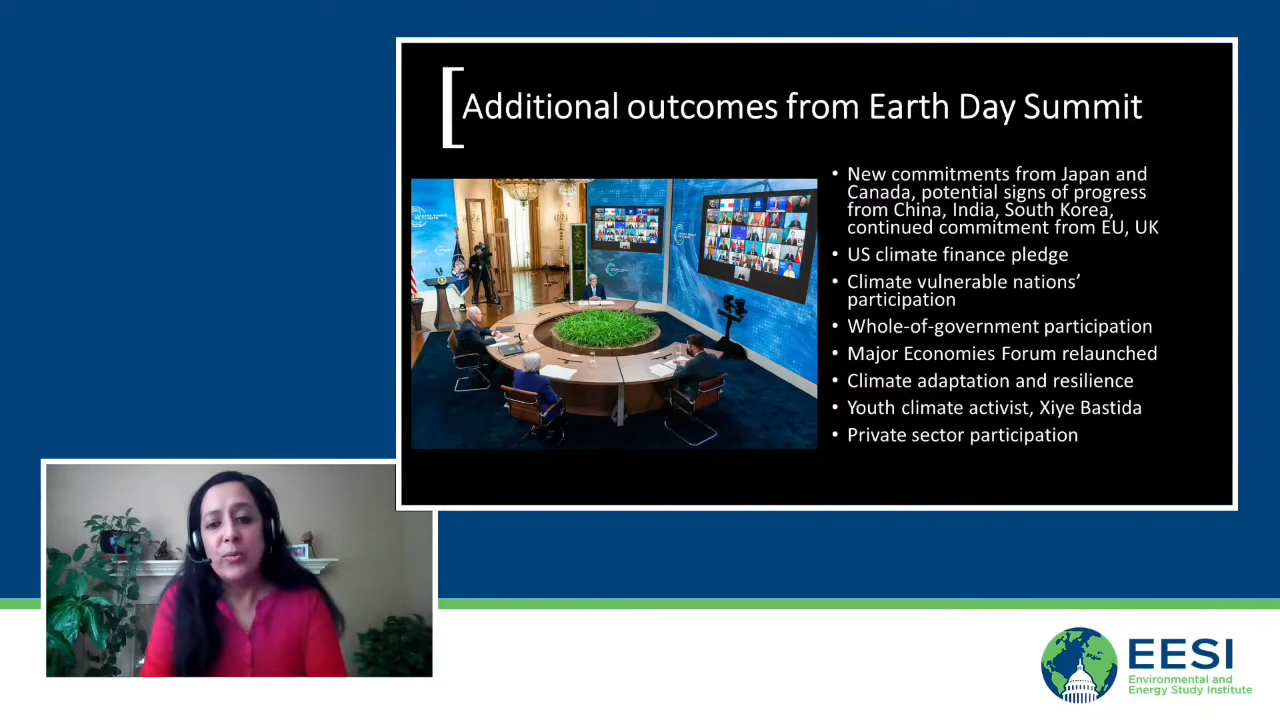 Additional outcomes from Earth Day Summit
• New commitments from Japan and
Canada, potential signs of progress
from China, India, South Korea,
continued commitment from EU, UK
• US climate finance pledge
• Climate vulnerable nations'
participation
• Whole-of-government participation
• Major Economies Forum relaunched
• Climate adaptation and resilience
• Youth climate activist, Xiye Bastida
• Private sector participation
EESI
Environmental and
Energy Study Institute